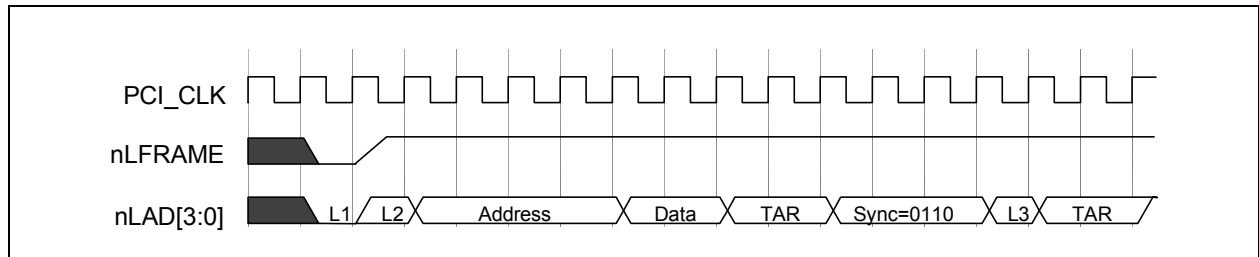 PCI_CLK
nLFRAME
nLAD[3:0] L1 L2 Address Data TAR Sync=0110 L3 TAR